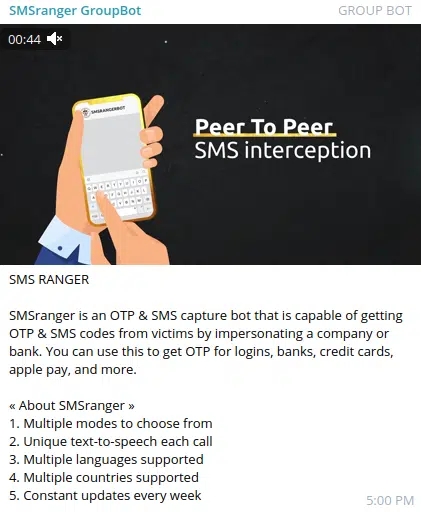 SMSranger GroupBot GROUP BOT
00:44
SMSRANGERBOT
Peer To Peer
SMS interception
SMS RANGER
SMSranger is an OTP & SMS capture bot that is capable of getting
OTP & SMS codes from victims by impersonating a company or
bank. You can use this to get OTP for logins, banks, credit cards,
apple pay, and more.
« About SMSranger »
1. Multiple modes to choose from
2. Unique text-to-speech each call
3. Multiple languages supported
4. Multiple countries supported
5. Constant updates every week
5:00 PM